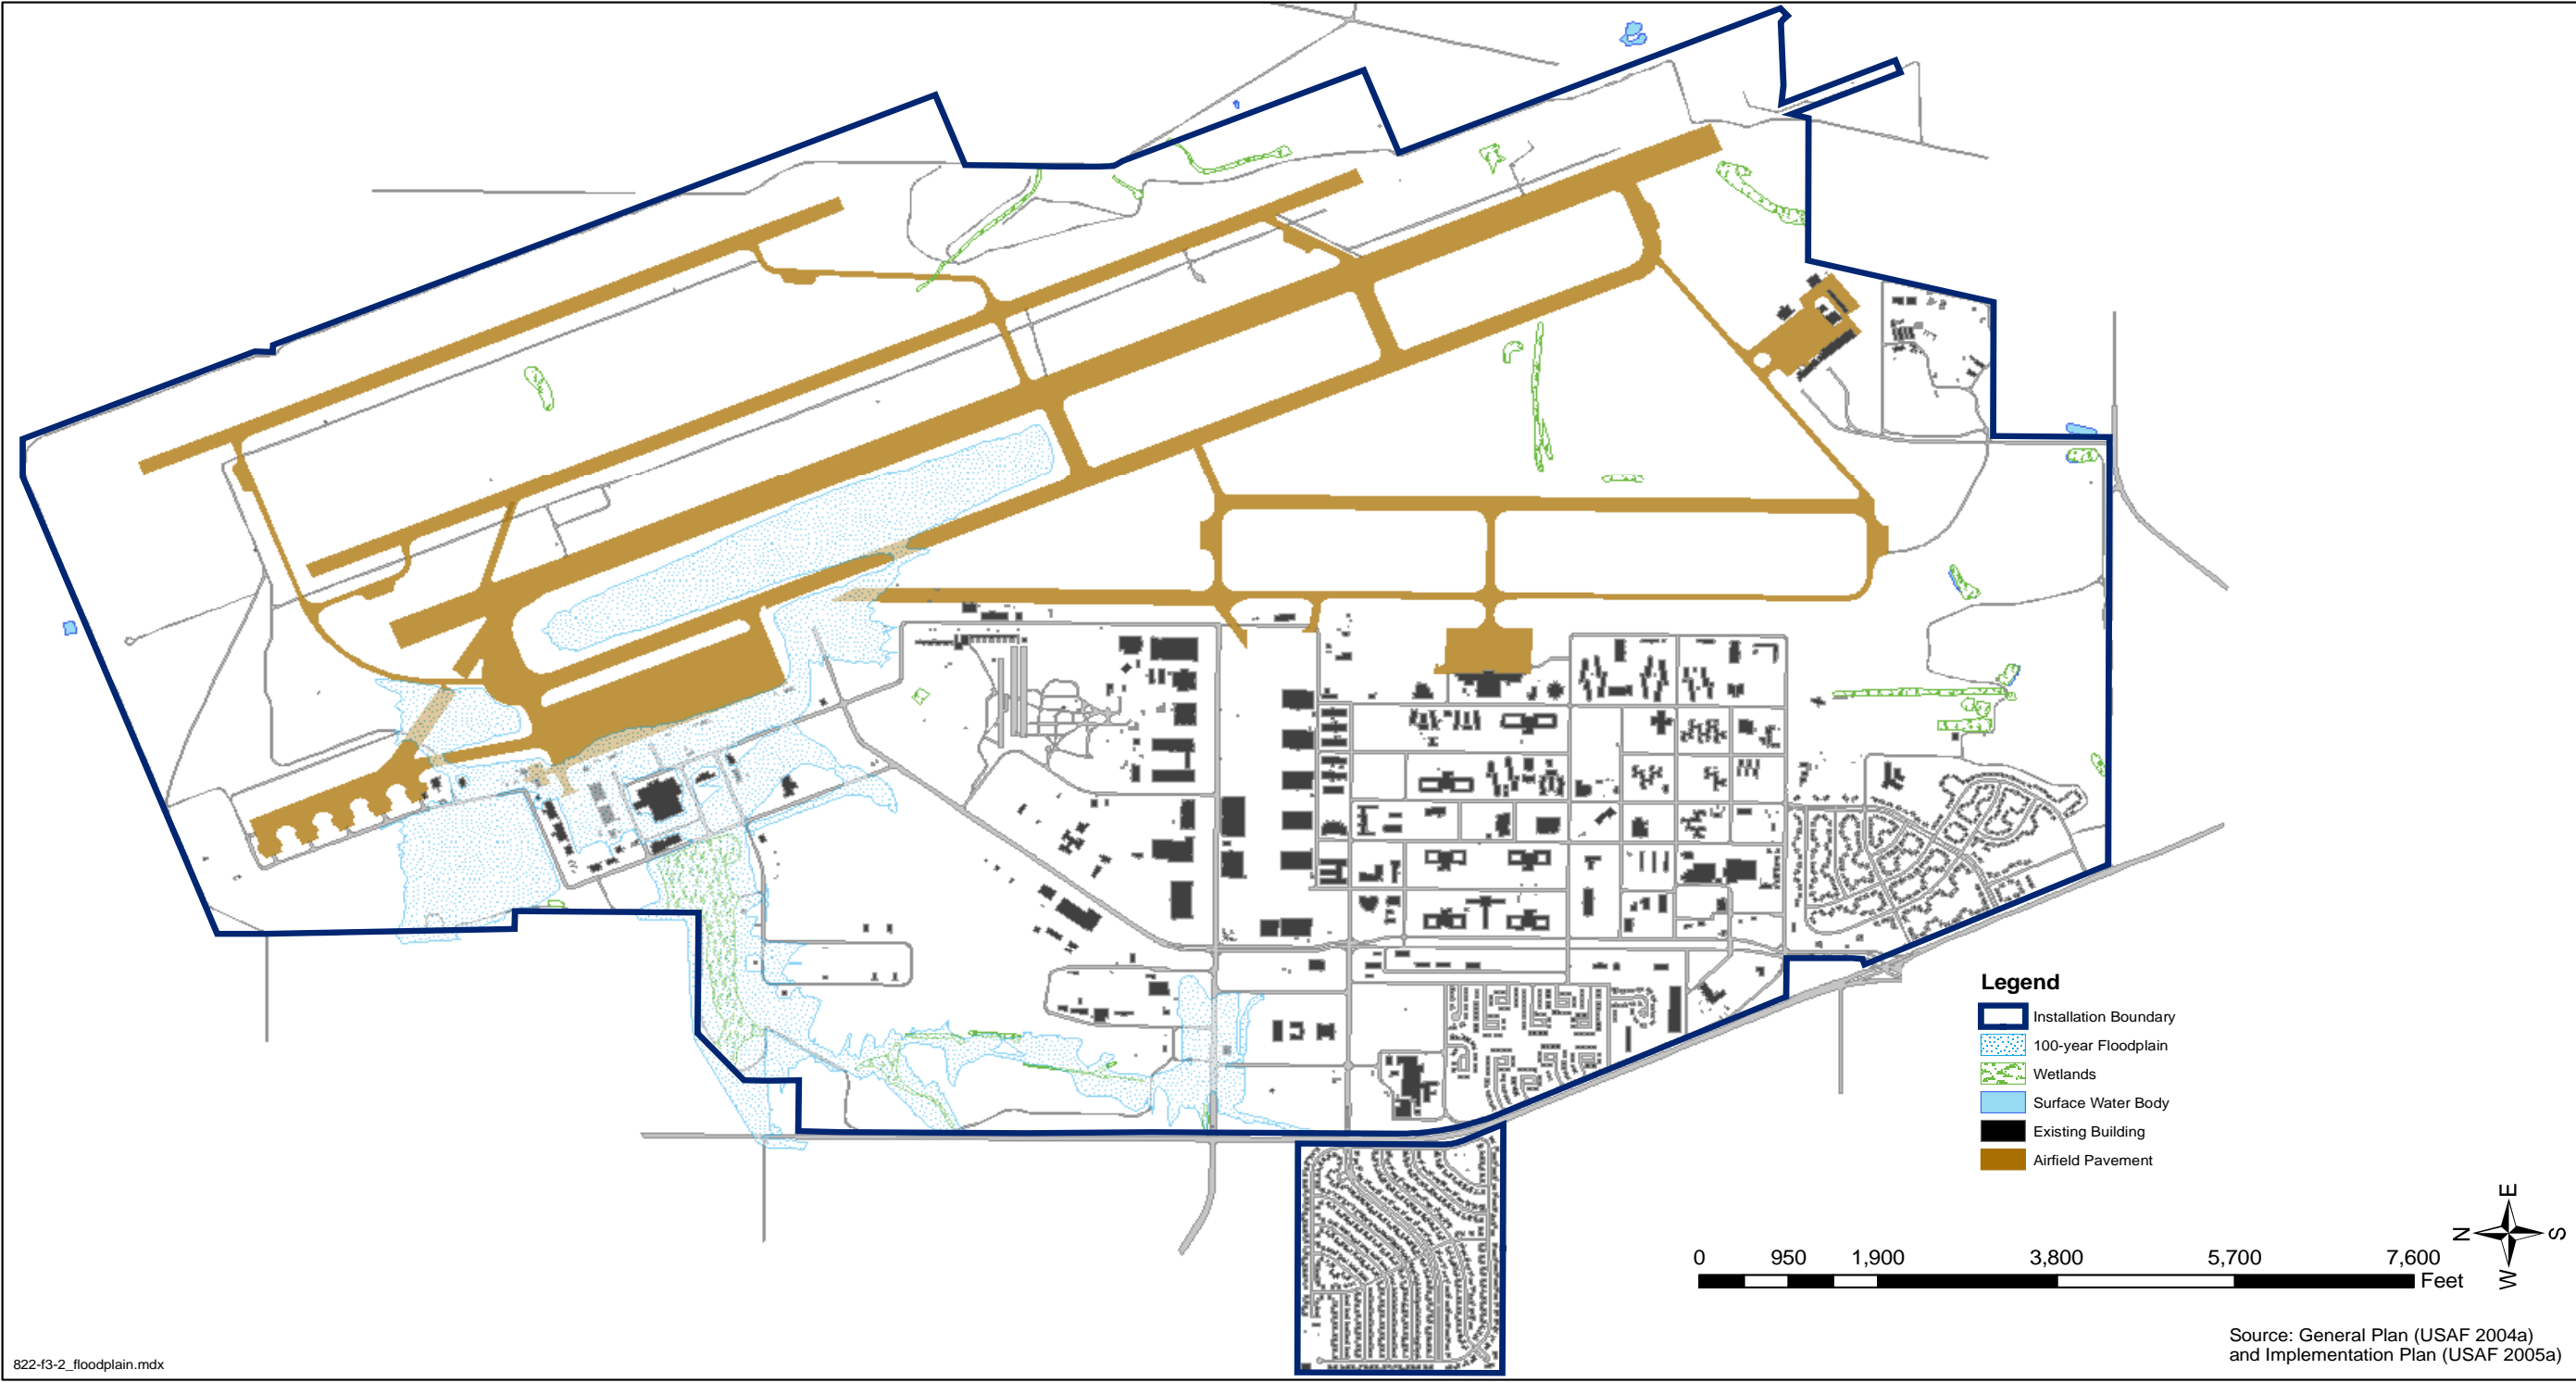 Legend
Installation Boundary
100-year Floodplain
Wetlands
Surface Water Body
Existing Building
Airfield Pavement
E
N
S
W
0 950 1,900 3,800 5,700 7,600
Feet
Source: General Plan (USAF 2004a)
and Implementation Plan (USAF 2005a)
822-f3-2_floodplain.mdx